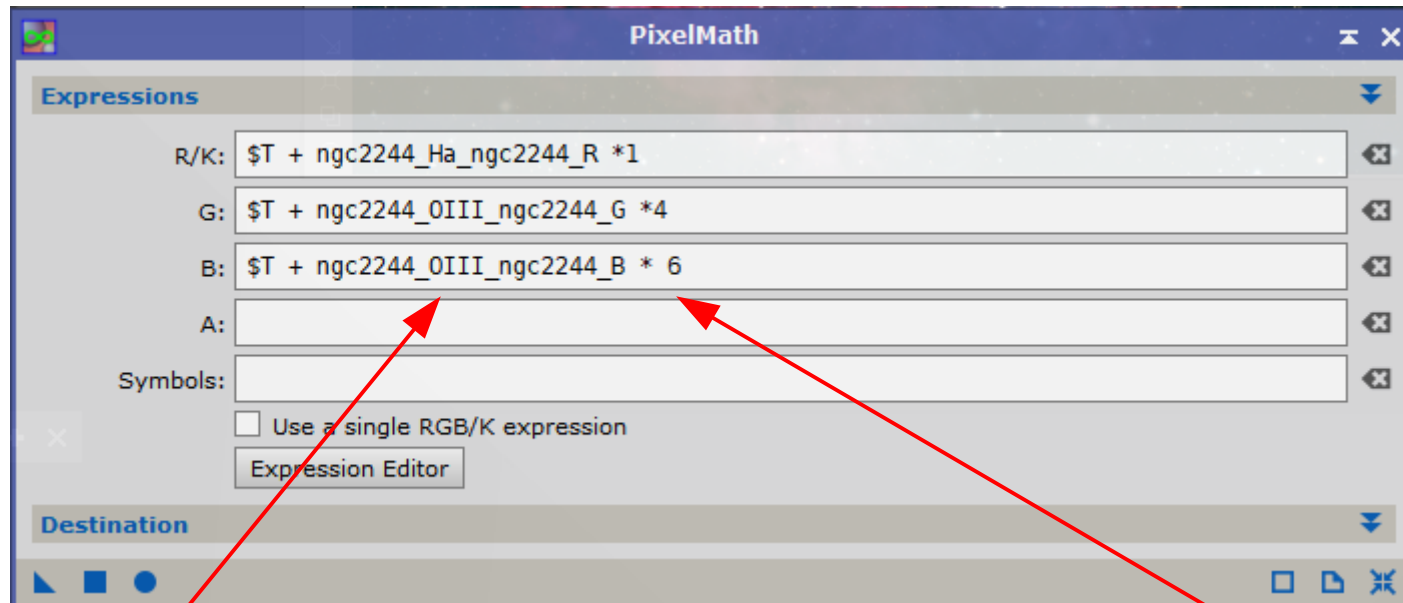 PixelMath
Expressions
R/K: $T + ngc2244_Ha_ngc2244_R *1
G: $T + ngc2244_OIII_ngc2244_G *4
B: $T + ngc2244_OIII_ngc2244_B * 6
A:
Symbols:
Use a single RGB/K expression
Expression Editor
Destination